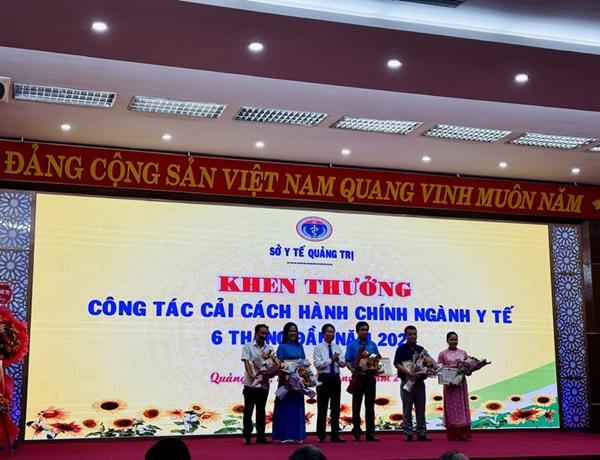 ĐẢNG CỘNG SẢN VIỆT NAM QUANG VINH MUÔN NĂM
SỞ Y TẾ QUẢNG TRỊ
KHEN THƯỞNG
CÔNG TÁC CẢI CÁCH HÀNH CHÍNH NGÀNH Y TẾ
6 THÁNG ĐẦU NĂM
Quảng